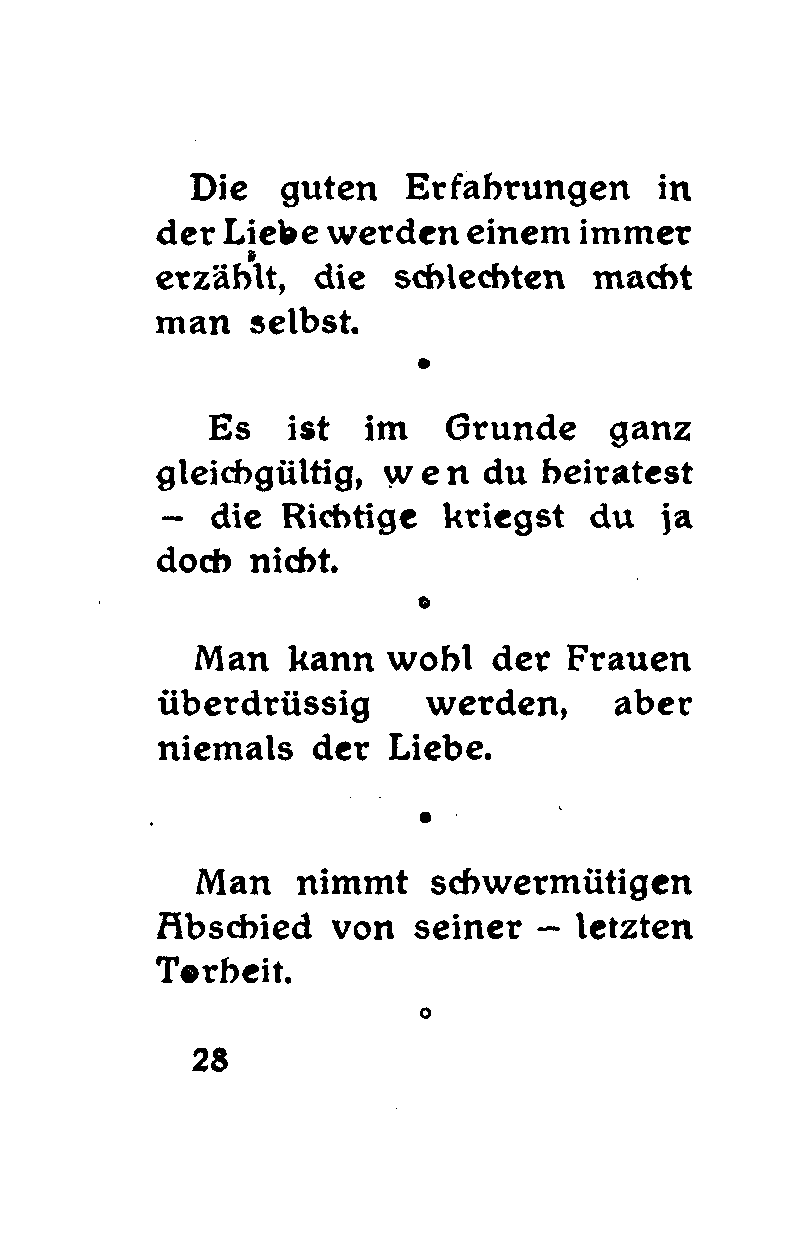 Die guten Erfahrungen in
der Liebe werden einem immer
erzählt, die schlechten macht
man selbst.
•
Es ist im Grunde ganz
gleichgültig, w e n du heiratest
– die Richtige kriegst du ja
doch nicht.
•
Man kann wohl der Frauen
überdrüssig werden, aber
niemals der Liebe.
•
Man nimmt schwermütigen
Abschied von seiner – letzten
Torheit.
•
28